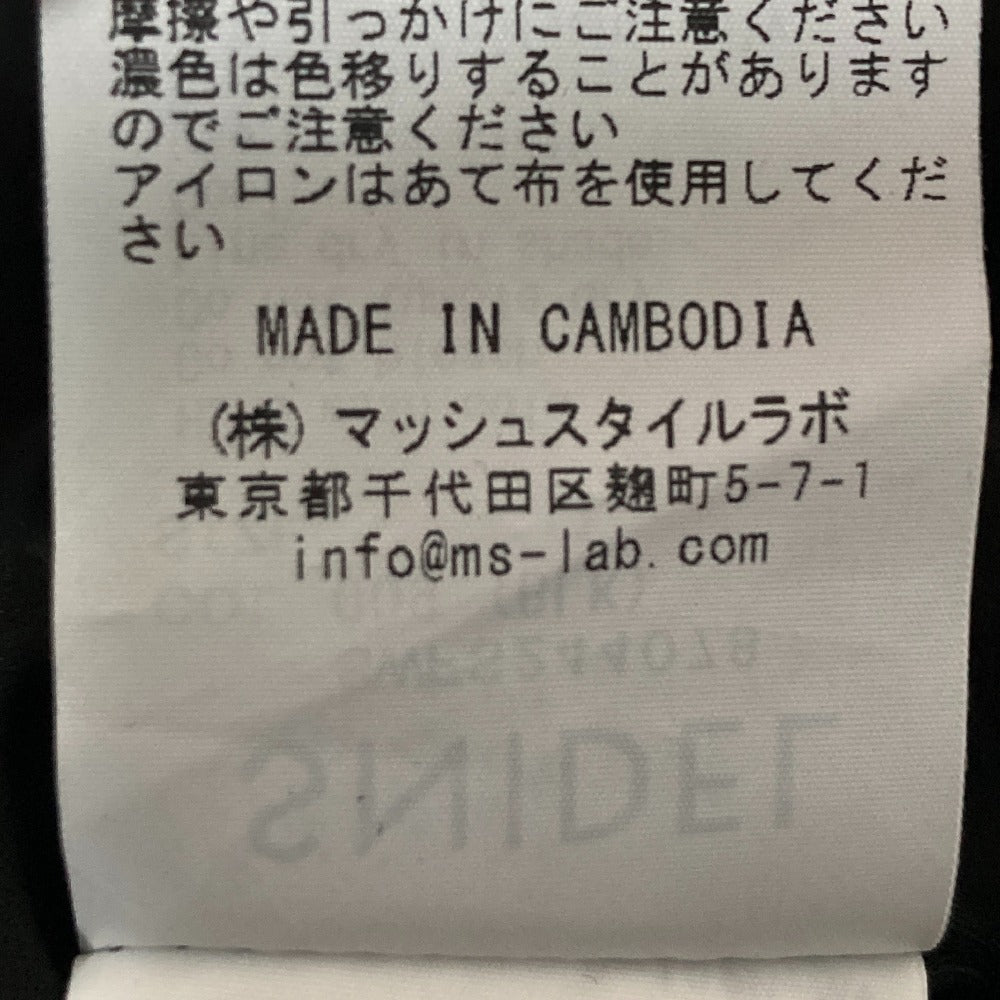 摩擦や引っかけにご注意ください
濃色は色移りすることがあります
のでご注意ください
アイロンはあて布を使用してくだ
さい
MADE IN CAMBODIA
(株)マッシュスタイルラボ
東京都千代田区麹町5-7-1
info@ms-lab.com
SNIDEL